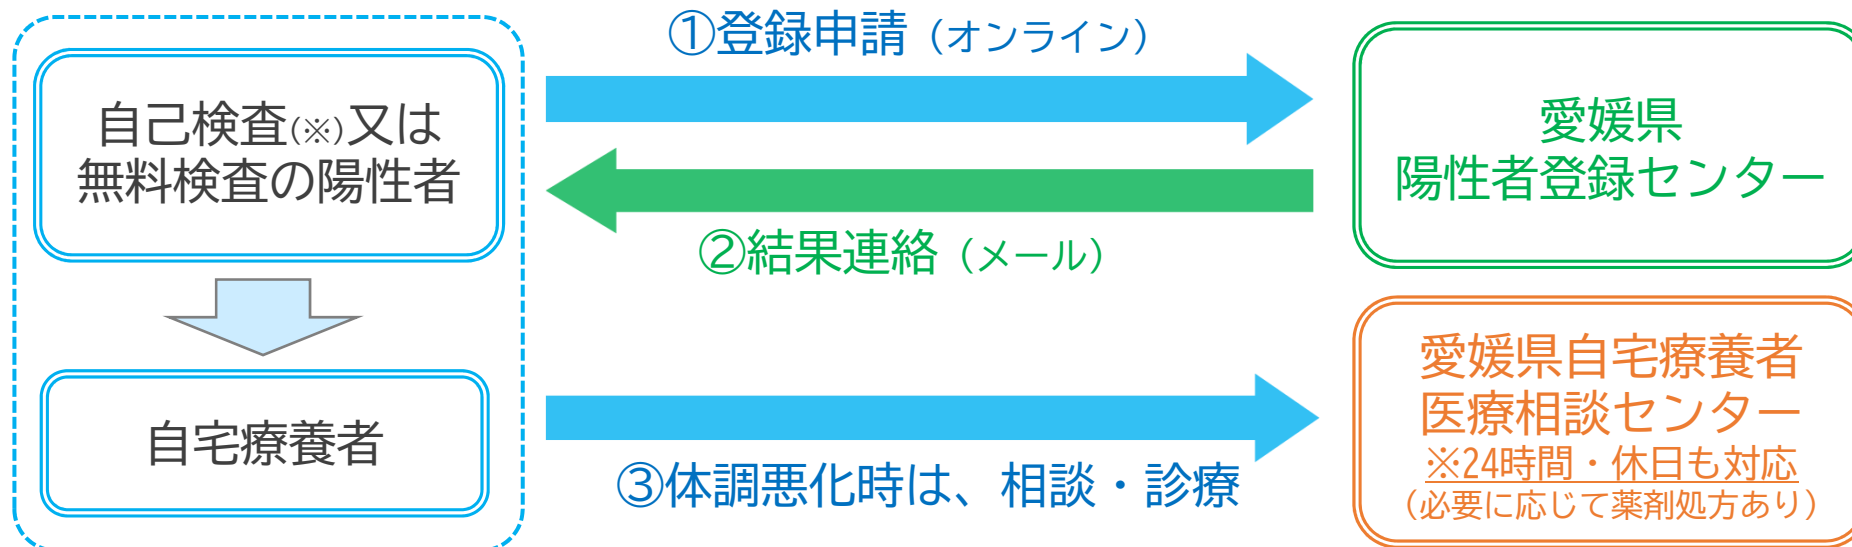 ①登録申請（オンライン）
自己検査(※)又は
無料検査の陽性者
愛媛県
陽性者登録センター
②結果連絡（メール）
自宅療養者
③体調悪化時は、相談・診療
愛媛県自宅療養者
医療相談センター
※24時間・休日も対応
（必要に応じて薬剤処方あり）